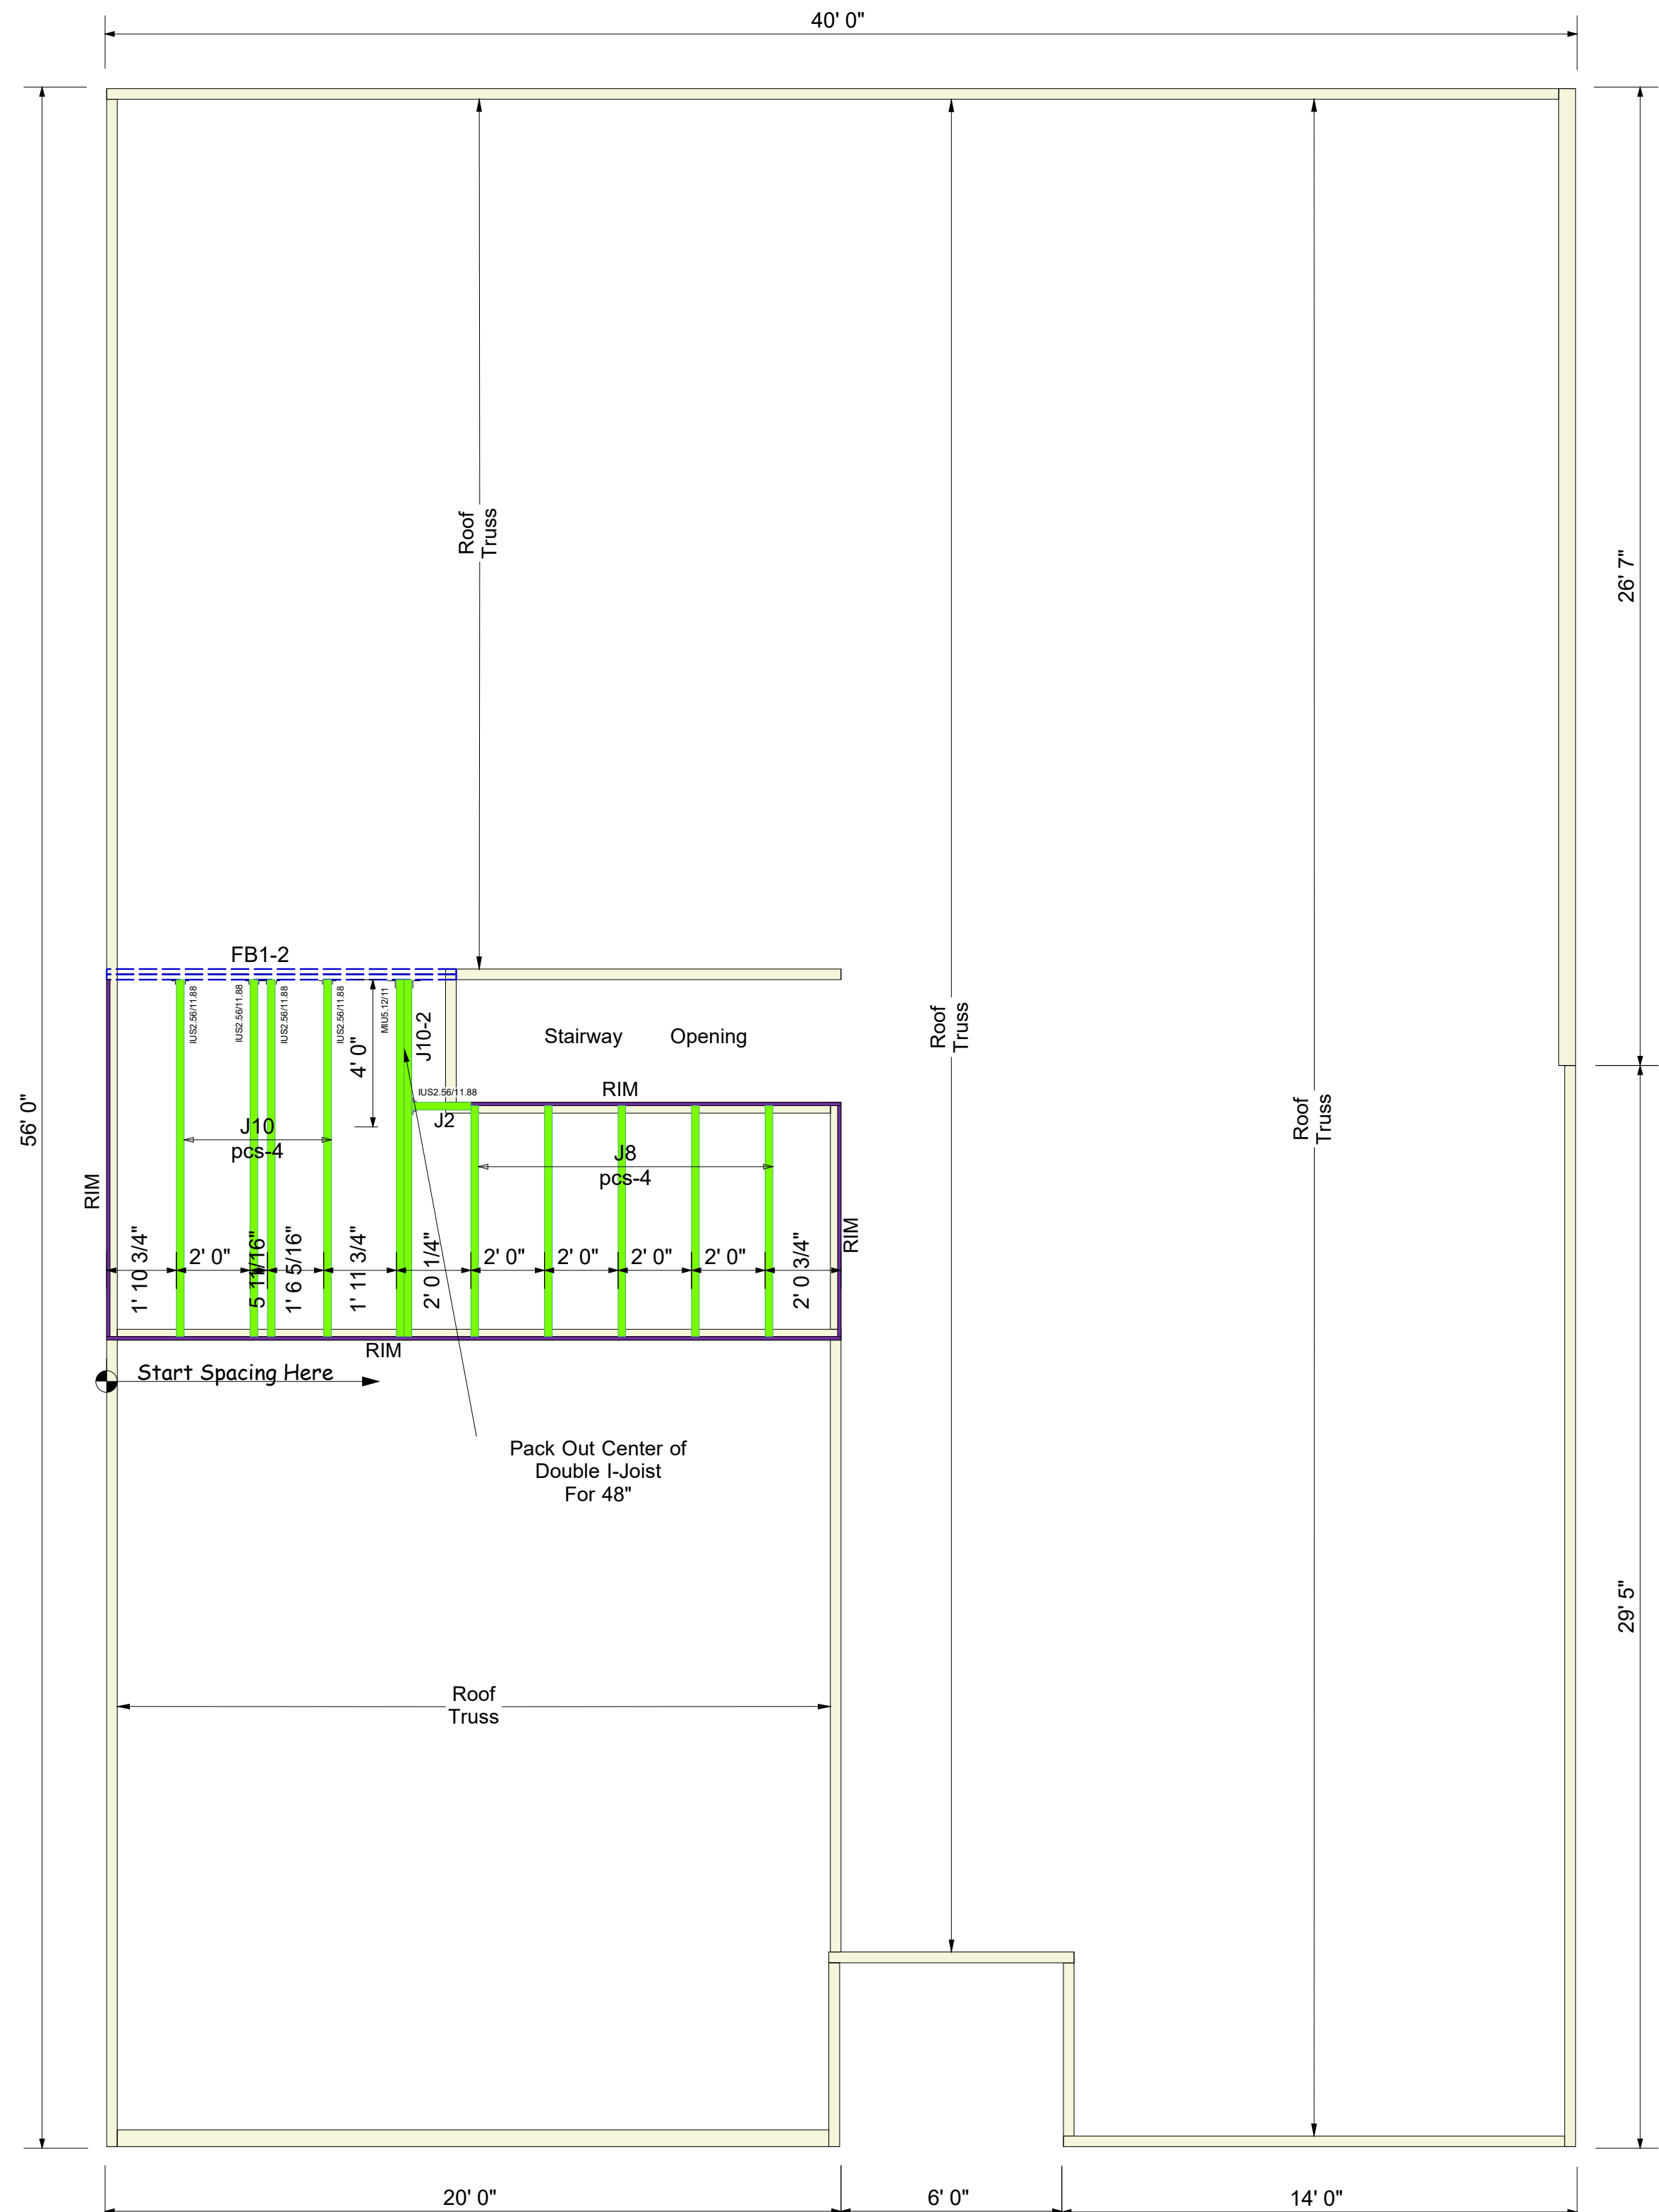 40' 0"
56' 0"
26' 7"
Roof
Truss
Roof
Truss
Roof
Truss
FB1-2
IUS2.56/11.88
IUS2.56/11.88
IUS2.56/11.88
IUS2.56/11.88
MIU5.12/11
J10-2
4' 0"
Stairway Opening
IUS2.56/11.88
J2
RIM
J10
pcs-4
J8
pcs-4
RIM
RIM
1' 10 3/4"
2' 0"
5 11/16"
1' 6 5/16"
1' 11 3/4"
2' 0 1/4"
2' 0"
2' 0"
2' 0"
2' 0"
2' 0 3/4"
RIM
Start Spacing Here
Pack Out Center of
Double I-Joist
For 48"
29' 5"
Roof
Truss
20' 0"
6' 0"
14' 0"